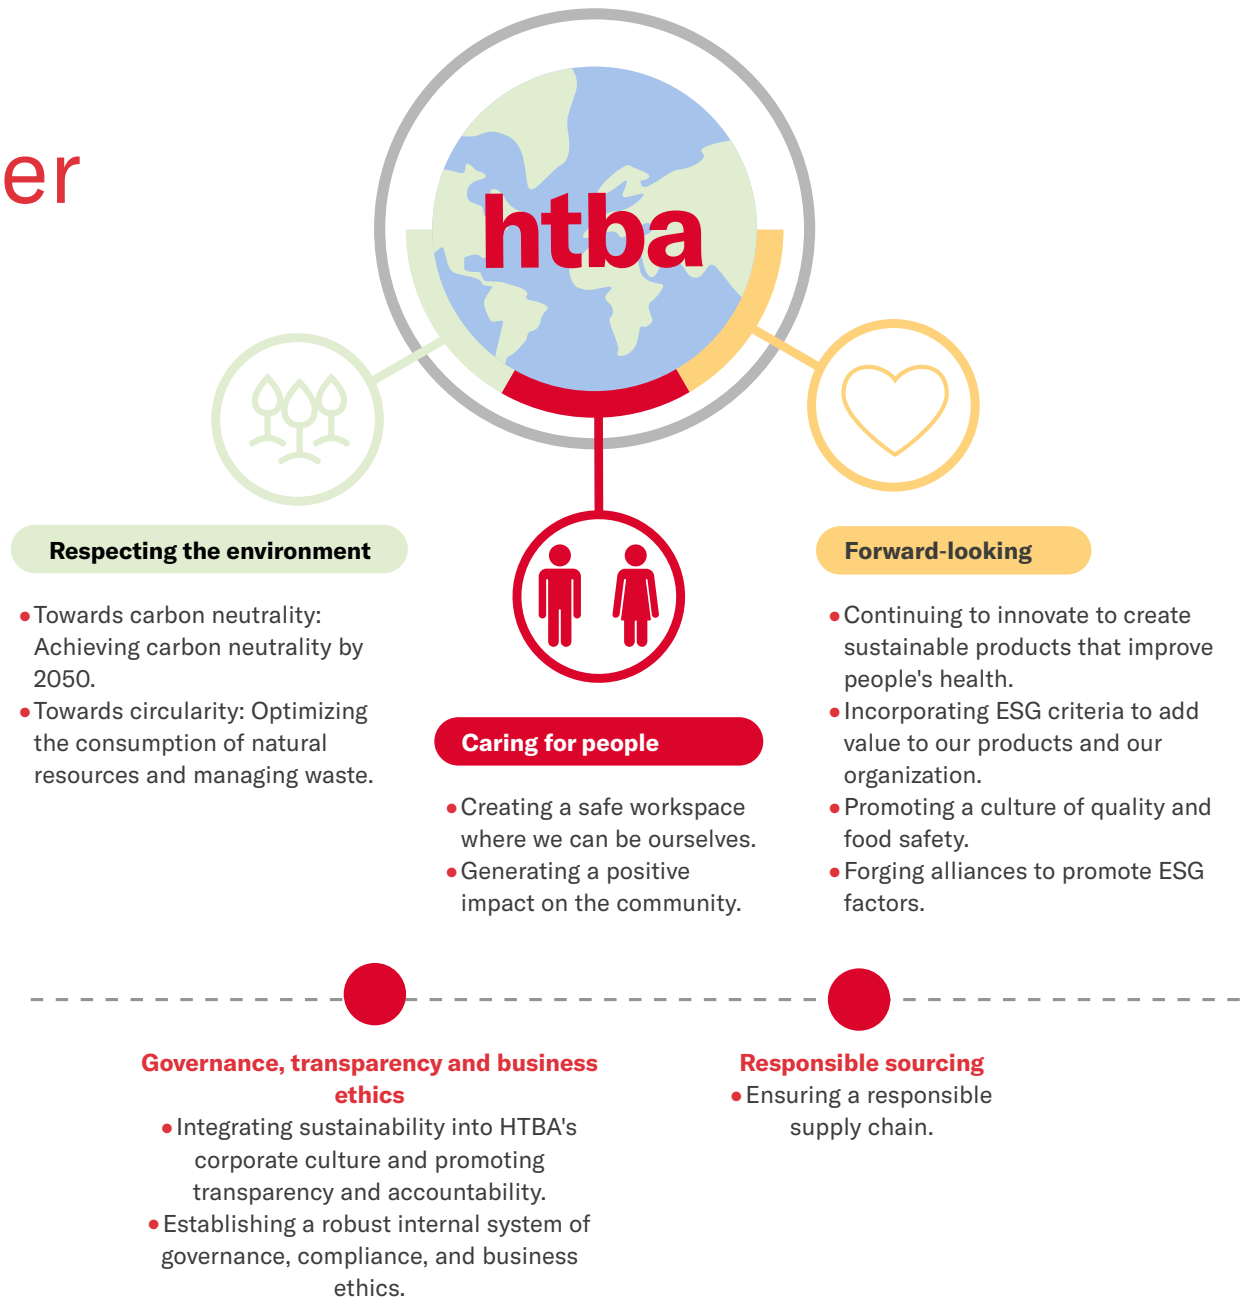 er
htba
Respecting the environment
• Towards carbon neutrality:
Achieving carbon neutrality by
2050.
• Towards circularity: Optimizing
the consumption of natural
resources and managing waste.
Caring for people
• Creating a safe workspace
where we can be ourselves.
• Generating a positive
impact on the community.
Forward-looking
• Continuing to innovate to create
sustainable products that improve
people's health.
• Incorporating ESG criteria to add
value to our products and our
organization.
• Promoting a culture of quality and
food safety.
• Forging alliances to promote ESG
factors.
Governance, transparency and business
ethics
• Integrating sustainability into HTBA's
corporate culture and promoting
transparency and accountability.
• Establishing a robust internal system of
governance, compliance, and business
ethics.
Responsible sourcing
• Ensuring a responsible
supply chain.